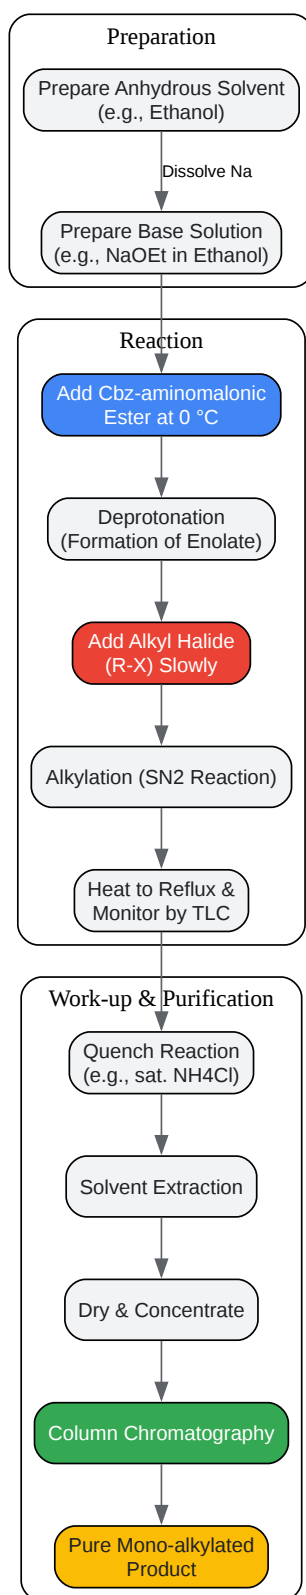 Preparation
Prepare Anhydrous Solvent
(e.g., Ethanol)
Dissolve Na
Prepare Base Solution
(e.g., NaOEt in Ethanol)
Reaction
Add Cbz-aminomalonic
Ester at 0 °C
Deprotonation
(Formation of Enolate)
Add Alkyl Halide
(R-X) Slowly
Alkylation (SN2 Reaction)
Heat to Reflux &
Monitor by TLC
Work-up & Purification
Quench Reaction
(e.g., sat. NH4Cl)
Solvent Extraction
Dry & Concentrate
Column Chromatography
Pure Mono-alkylated
Product